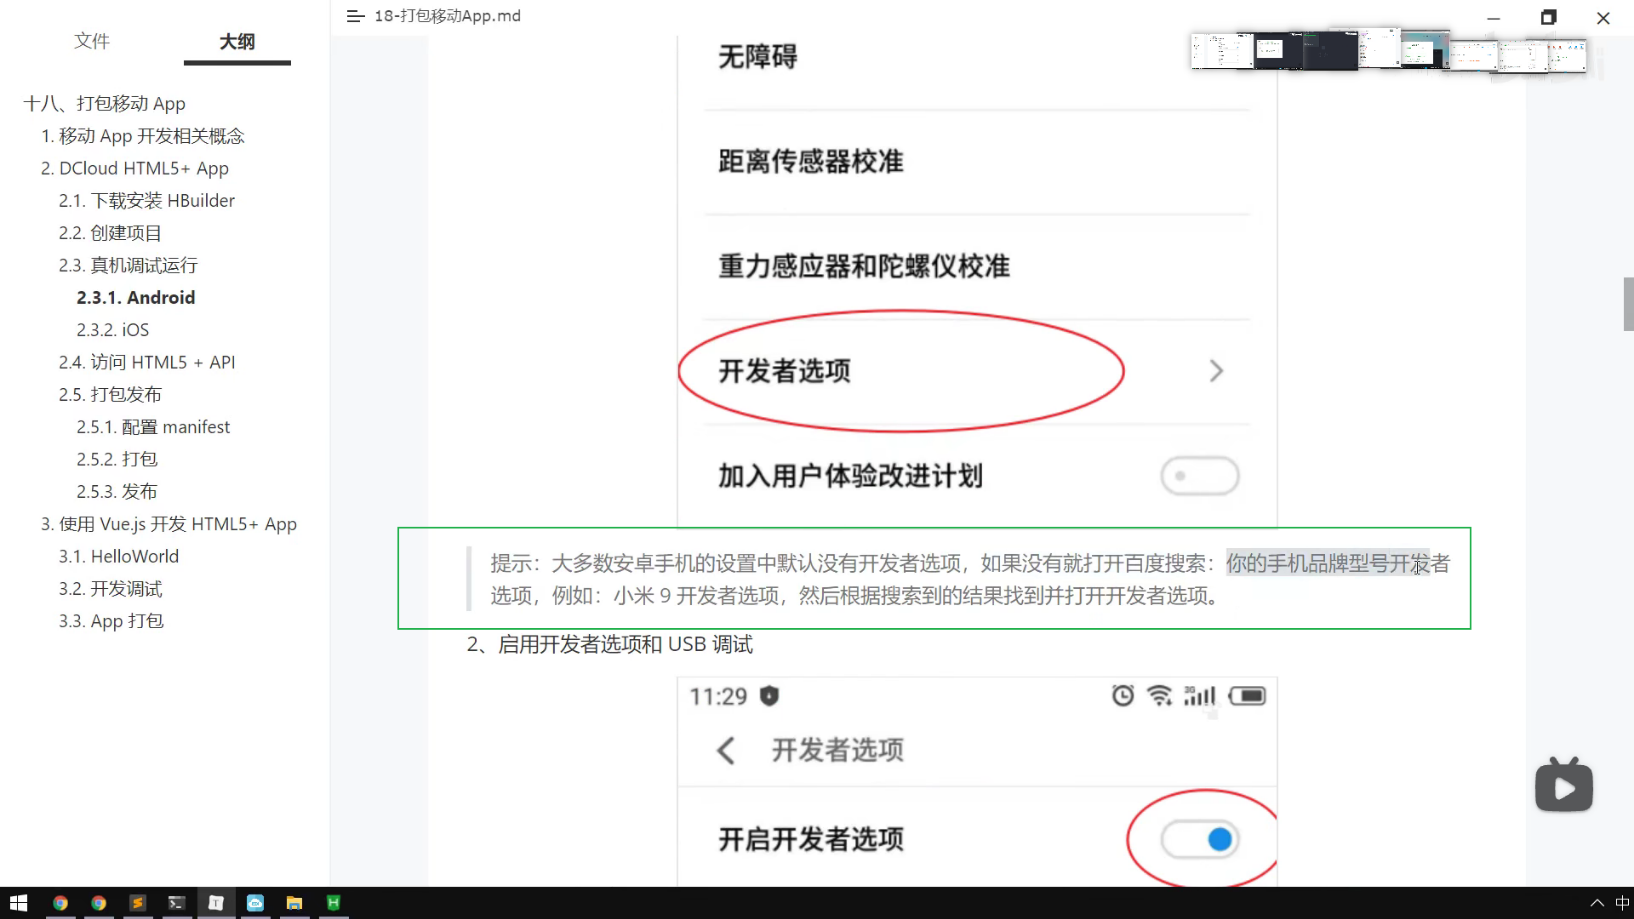 18-打包移动App.md
文件
大纲
十八、打包移动 App
1. 移动 App 开发相关概念
2. DCloud HTML5+ App
2.1. 下载安装 HBuilder
2.2. 创建项目
2.3. 真机调试运行
2.3.1. Android
2.3.2. iOS
2.4. 访问 HTML5 + API
2.5. 打包发布
2.5.1. 配置 manifest
2.5.2. 打包
2.5.3. 发布
3. 使用 Vue.js 开发 HTML5+ App
3.1. HelloWorld
3.2. 开发调试
3.3. App 打包
无障碍
距离传感器校准
重力感应器和陀螺仪校准
开发者选项
加入用户体验改进计划
提示：大多数安卓手机的设置中默认没有开发者选项，如果没有就打开百度搜索：你的手机品牌型号开发者
选项，例如：小米 9 开发者选项，然后根据搜索到的结果找到并打开开发者选项。
2、启用开发者选项和 USB 调试
11:29
开发者选项
开启开发者选项
中